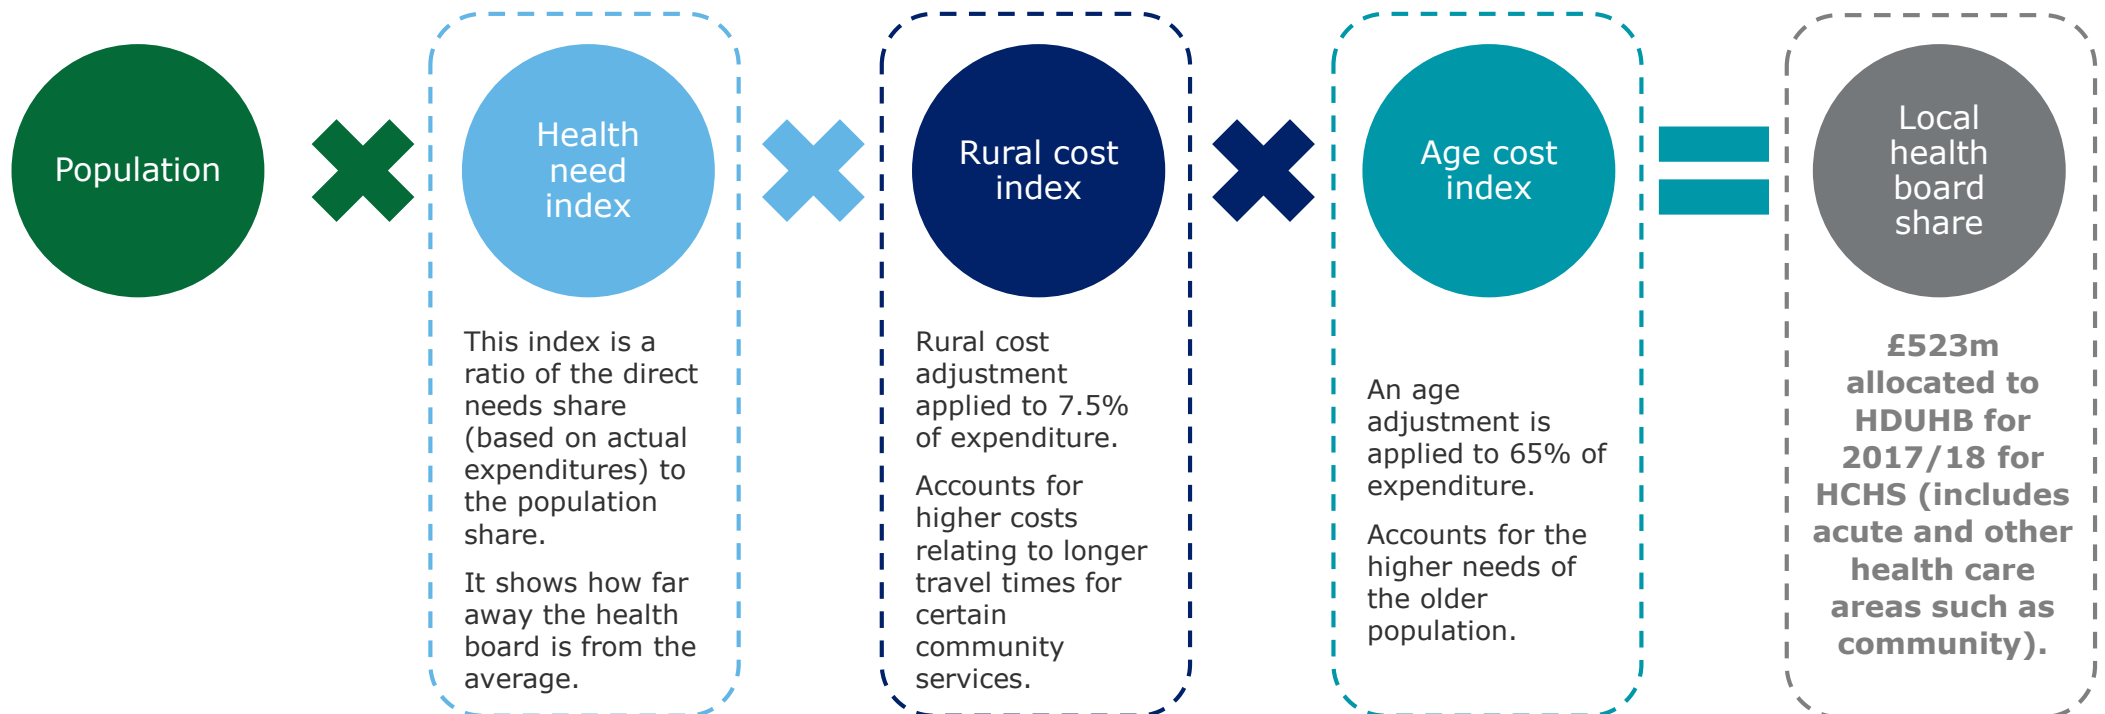 Population
Health
need
index
This index is a
ratio of the direct
needs share
(based on actual
expenditures) to
the population
share.
It shows how far
away the health
board is from the
average.
Rural cost
index
Rural cost
adjustment
applied to 7.5%
of expenditure.
Accounts for
higher costs
relating to longer
travel times for
certain
community
services.
Age cost
index
An age
adjustment is
applied to 65% of
expenditure.
Accounts for the
higher needs of
the older
population.
Local
health
board
share
£523m
allocated to
HDUHB for
2017/18 for
HCHS (includes
acute and other
health care
areas such as
community).